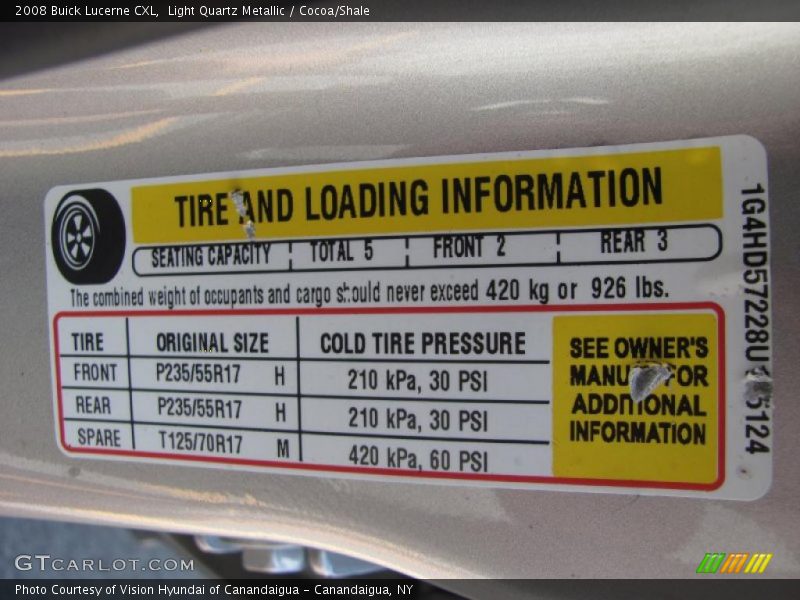 2008 Buick Lucerne CXL,  Light Quartz Metallic / Cocoa/Shale
TIRE AND LOADING INFORMATION
SEATING CAPACITY TOTAL 5 FRONT 2 REAR 3
The combined weight of occupants and cargo should never exceed 420 kg or 926 lbs.
TIRE ORIGINAL SIZE COLD TIRE PRESSURE
FRONT P235/55R17 H 210 kPa, 30 PSI
REAR P235/55R17 H 210 kPa, 30 PSI
SPARE T125/70R17 M 420 kPa, 60 PSI
SEE OWNER'S
MANUAL FOR
ADDITIONAL
INFORMATION
GTCARLOT.COM
Photo Courtesy of Vision Hyundai of Canandaigua - Canandaigua, NY